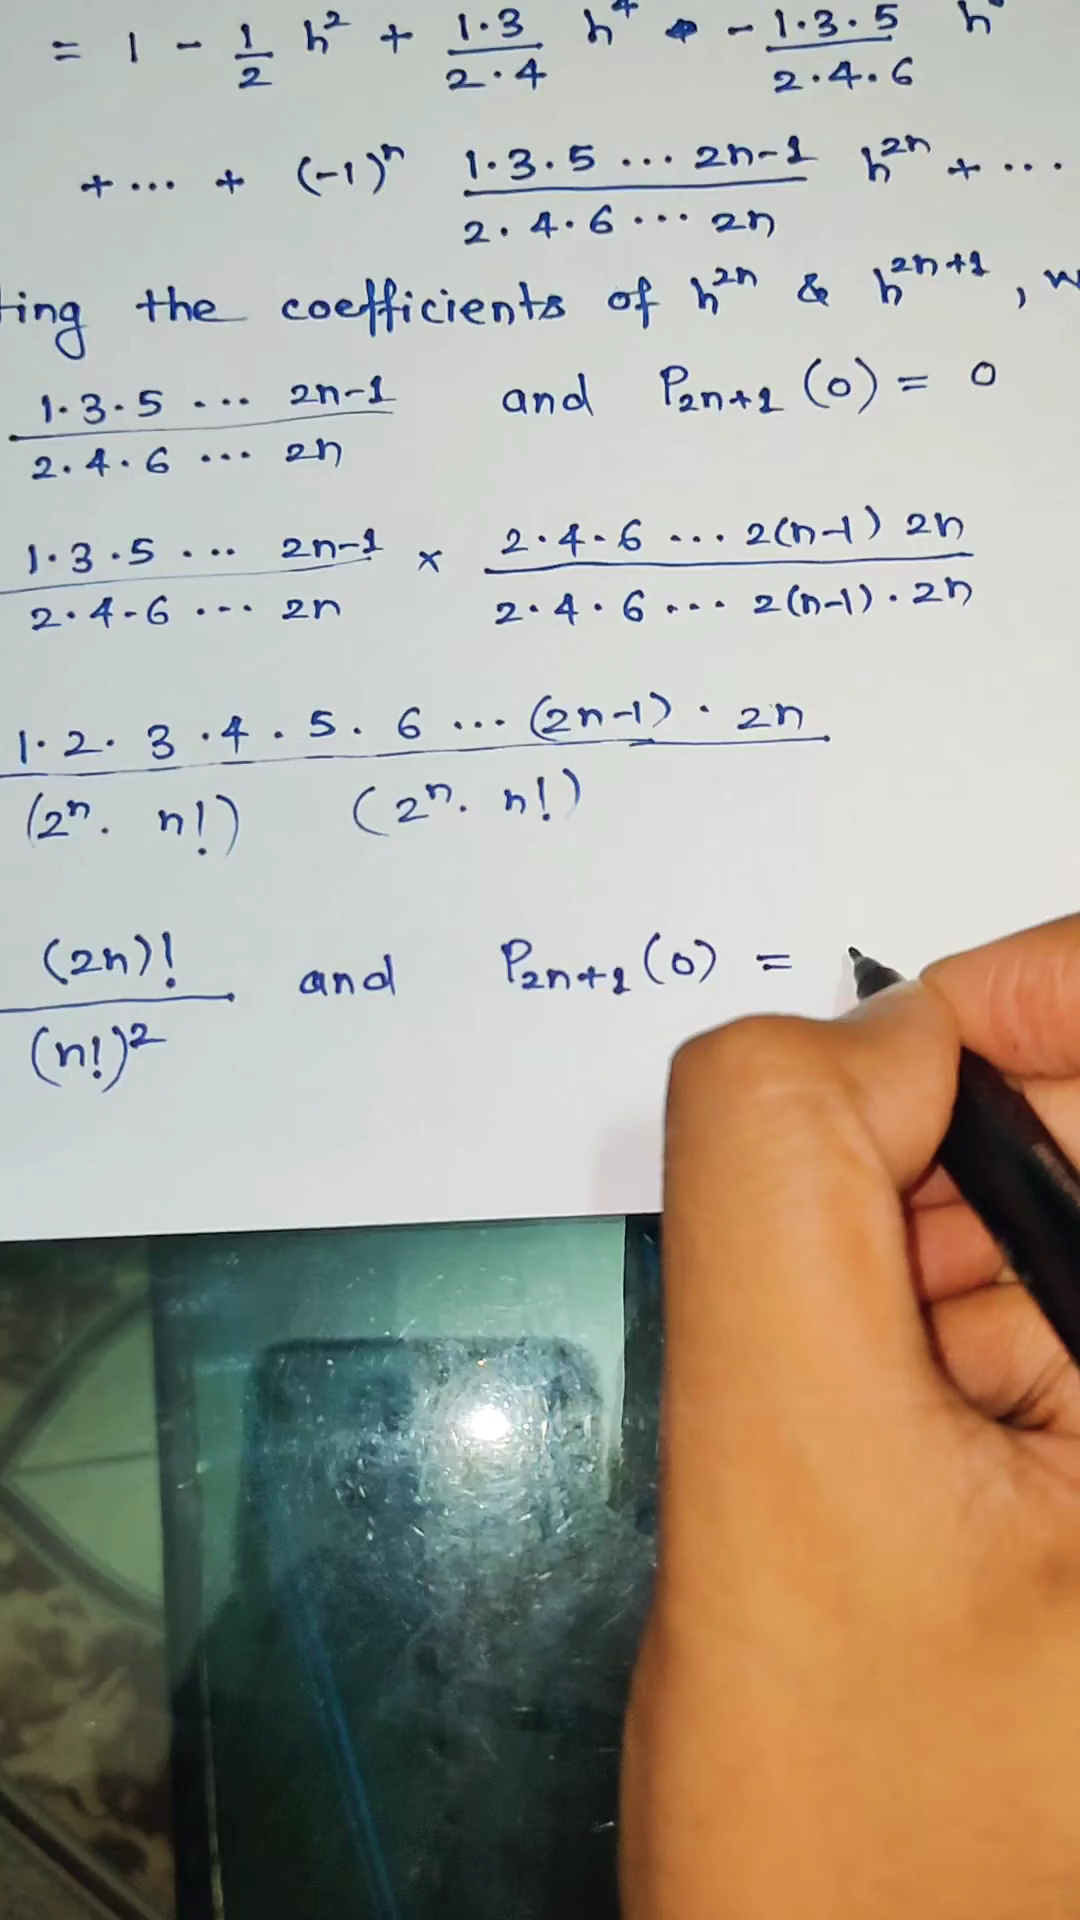 = 1 - 1/2 h² + 1·3/2·4 h⁴ - 1·3·5/2·4·6 h
+ ... + (-1)ⁿ 1·3·5 ... 2n-1/2·4·6 ... 2n h²ⁿ + ...
ting the coefficients of h²ⁿ & h²ⁿ⁺¹,
1·3·5 ... 2n-1/2·4·6 ... 2n and P₂ₙ₊₁(0) = 0
1·3·5 ... 2n-1/2·4·6 ... 2n × 2·4·6 ... 2(n-1) 2n/2·4·6 ... 2(n-1)·2n
1·2·3·4·5·6 ... (2n-1)·2n/(2ⁿ· n!) (2ⁿ· n!)
(2n)!/(n!)² and P₂ₙ₊₁(0) =